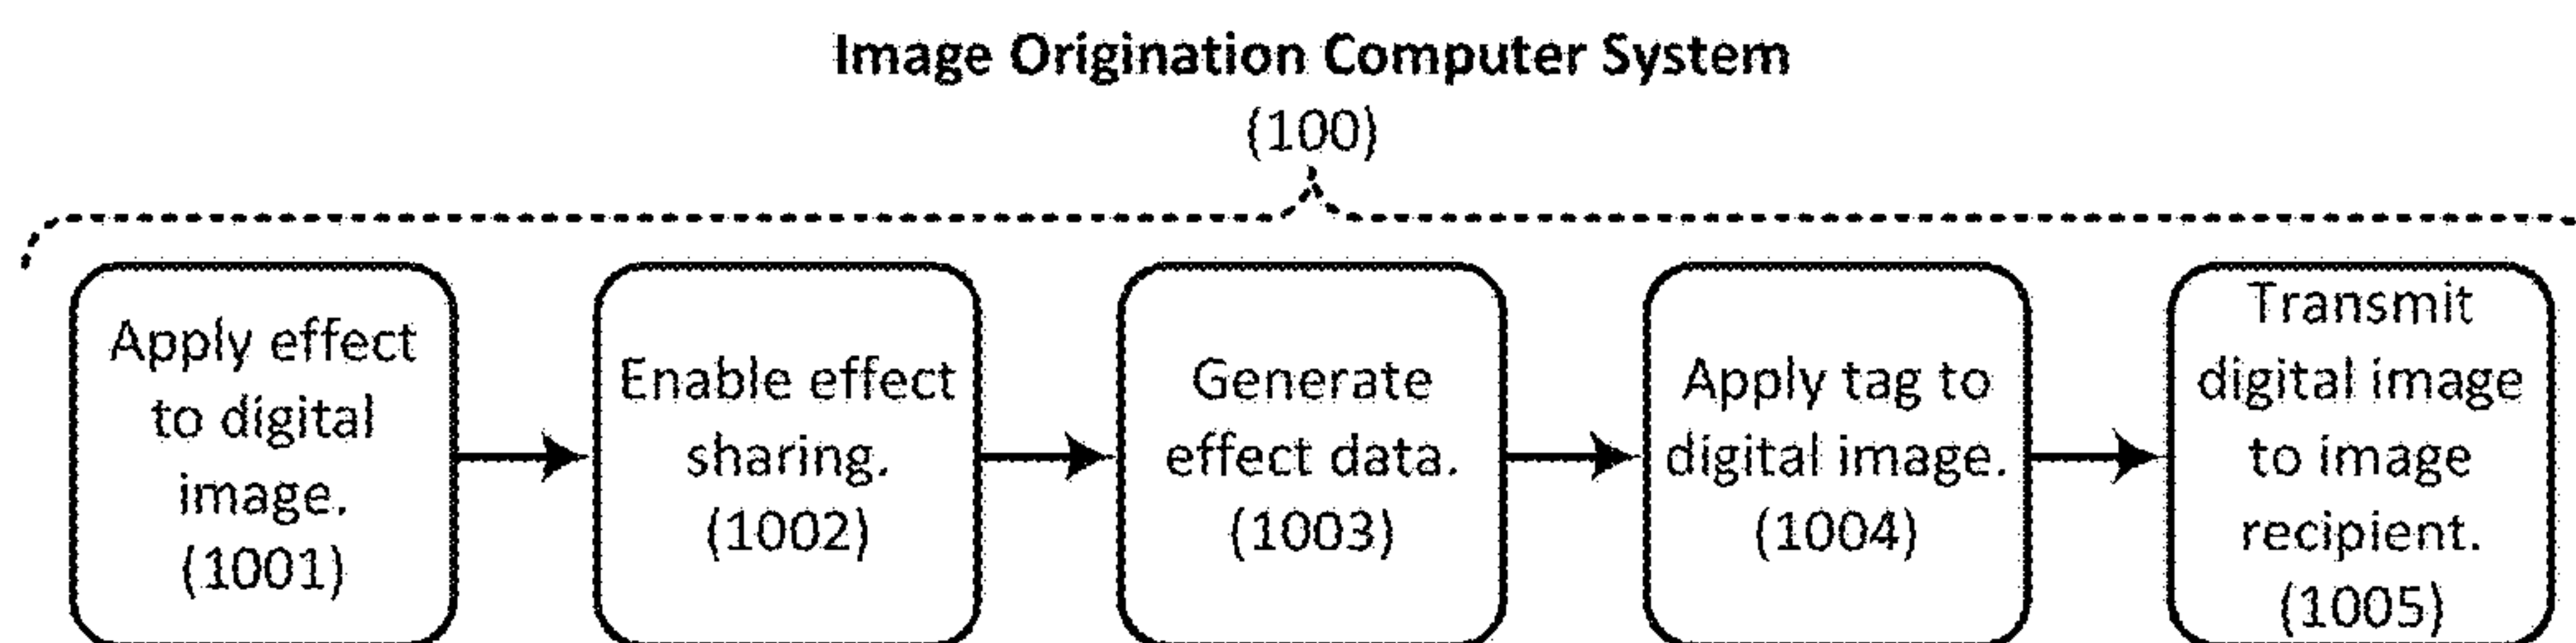 Image Origination Computer System
(100)
Apply effect
to digital
image.
(1001)
Enable effect
sharing.
(1002)
Generate
effect data.
(1003)
Apply tag to
digital image.
(1004)
Transmit
digital image
to image
recipient.
(1005)